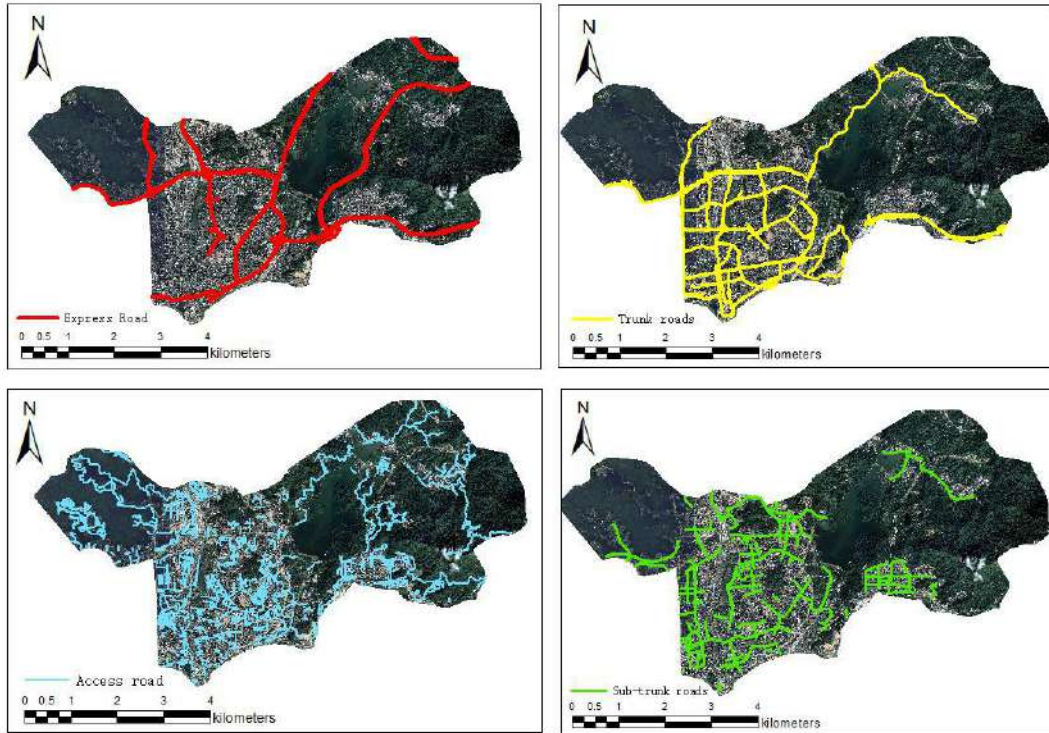 N
Express Road
0 0.5 1 2 3 4
kilometers
N
Trunk roads
0 0.5 1 2 3 4
kilometers
N
Access road
0 0.5 1 2 3 4
kilometers
N
Sub-trunk roads
0 0.5 1 2 3 4
kilometers